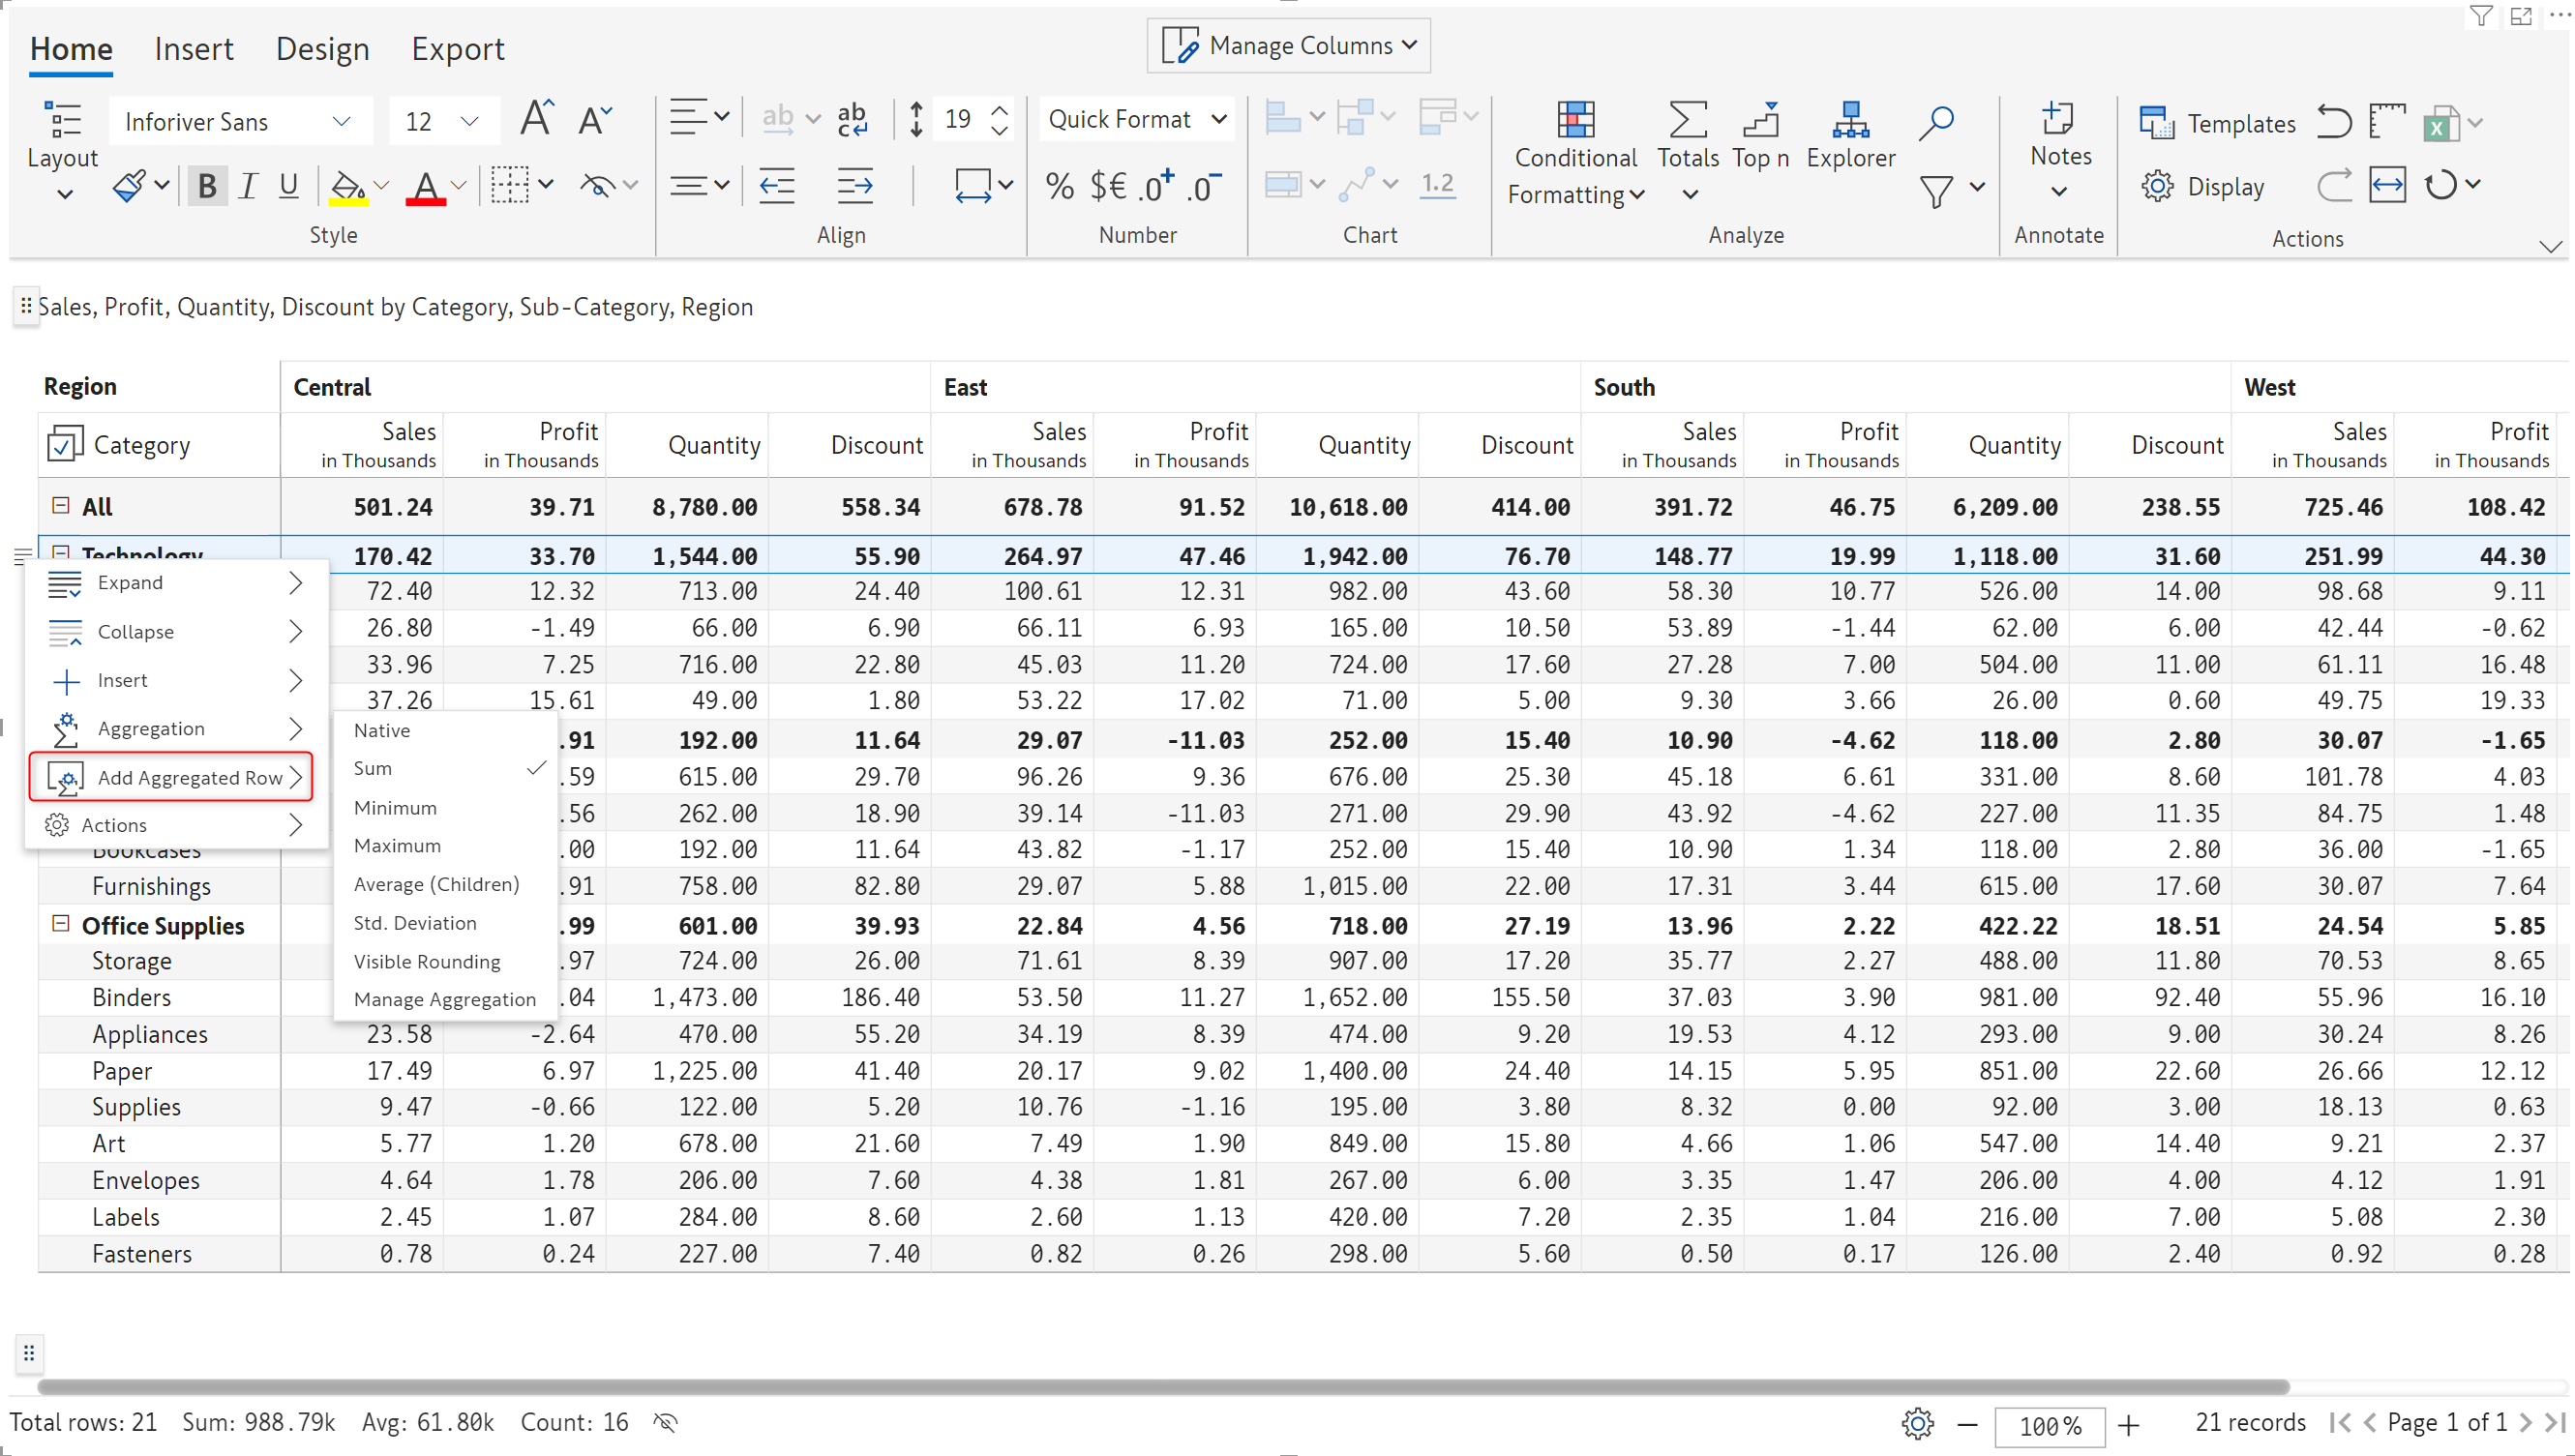 Home Insert Design Export Manage Columns
Inforiver Sans 12 19 Quick Format Templates
Layout Conditional Formatting Totals Top n Explorer Notes
B I U % $€ .0+ .0- 1.2 Display
Style Align Number Chart Analyze Annotate Actions
Sales, Profit, Quantity, Discount by Category, Sub-Category, Region
Region Central East South West
Category Sales in Thousands Profit in Thousands Quantity Discount Sales in Thousands Profit in Thousands Quantity Discount Sales in Thousands Profit in Thousands Quantity Discount Sales in Thousands Profit in Thousands
All 501.24 39.71 8,780.00 558.34 678.78 91.52 10,618.00 414.00 391.72 46.75 6,209.00 238.55 725.46 108.42
Technology 170.42 33.70 1,544.00 55.90 264.97 47.46 1,942.00 76.70 148.77 19.99 1,118.00 31.60 251.99 44.30
72.40 12.32 713.00 24.40 100.61 12.31 982.00 43.60 58.30 10.77 526.00 14.00 98.68 9.11
26.80 -1.49 66.00 6.90 66.11 6.93 165.00 10.50 53.89 -1.44 62.00 6.00 42.44 -0.62
33.96 7.25 716.00 22.80 45.03 11.20 724.00 17.60 27.28 7.00 504.00 11.00 61.11 16.48
37.26 15.61 49.00 1.80 53.22 17.02 71.00 5.00 9.30 3.66 26.00 0.60 49.75 19.33
.91 192.00 11.64 29.07 -11.03 252.00 15.40 10.90 -4.62 118.00 2.80 30.07 -1.65
.59 615.00 29.70 96.26 9.36 676.00 25.30 45.18 6.61 331.00 8.60 101.78 4.03
.56 262.00 18.90 39.14 -11.03 271.00 29.90 43.92 -4.62 227.00 11.35 84.75 1.48
Bookcases .00 192.00 11.64 43.82 -1.17 252.00 15.40 10.90 1.34 118.00 2.80 36.00 -1.65
Furnishings .91 758.00 82.80 29.07 5.88 1,015.00 22.00 17.31 3.44 615.00 17.60 30.07 7.64
Office Supplies .99 601.00 39.93 22.84 4.56 718.00 27.19 13.96 2.22 422.22 18.51 24.54 5.85
Storage .97 724.00 26.00 71.61 8.39 907.00 17.20 35.77 2.27 488.00 11.80 70.53 8.65
Binders .04 1,473.00 186.40 53.50 11.27 1,652.00 155.50 37.03 3.90 981.00 92.40 55.96 16.10
Appliances 23.58 -2.64 470.00 55.20 34.19 8.39 474.00 9.20 19.53 4.12 293.00 9.00 30.24 8.26
Paper 17.49 6.97 1,225.00 41.40 20.17 9.02 1,400.00 24.40 14.15 5.95 851.00 22.60 26.66 12.12
Supplies 9.47 -0.66 122.00 5.20 10.76 -1.16 195.00 3.80 8.32 0.00 92.00 3.00 18.13 0.63
Art 5.77 1.20 678.00 21.60 7.49 1.90 849.00 15.80 4.66 1.06 547.00 14.40 9.21 2.37
Envelopes 4.64 1.78 206.00 7.60 4.38 1.81 267.00 6.00 3.35 1.47 206.00 4.00 4.12 1.91
Labels 2.45 1.07 284.00 8.60 2.60 1.13 420.00 7.20 2.35 1.04 216.00 7.00 5.08 2.30
Fasteners 0.78 0.24 227.00 7.40 0.82 0.26 298.00 5.60 0.50 0.17 126.00 2.40 0.92 0.28
Expand
Collapse
Insert
Aggregation
Add Aggregated Row
Actions
Native
Sum
Minimum
Maximum
Average (Children)
Std. Deviation
Visible Rounding
Manage Aggregation
Total rows: 21 Sum: 988.79k Avg: 61.80k Count: 16 100% 21 records Page 1 of 1